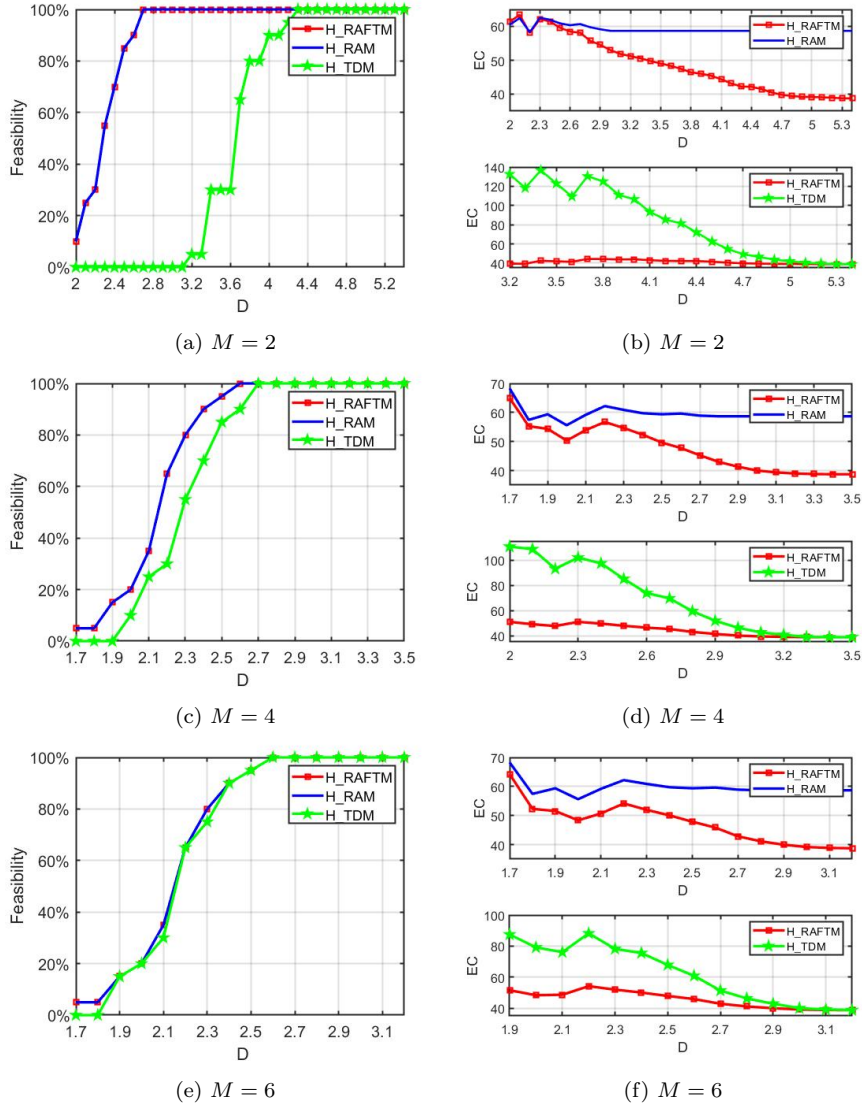 100%
80%
60%
40%
20%
0%
Feasibility
H_RAFTM
H_RAM
H_TDM
2 2.4 2.8 3.2 3.6 4 4.4 4.8 5.2
D
(a) M = 2
60
50
40
EC
H_RAFTM
H_RAM
2 2.3 2.6 2.9 3.2 3.5 3.8 4.1 4.4 4.7 5 5.3
D
140
120
100
80
60
40
EC
H_RAFTM
H_TDM
3.2 3.5 3.8 4.1 4.4 4.7 5 5.3
D
(b) M = 2
100%
80%
60%
40%
20%
0%
Feasibility
H_RAFTM
H_RAM
H_TDM
1.7 1.9 2.1 2.3 2.5 2.7 2.9 3.1 3.3 3.5
D
(c) M = 4
70
60
50
40
EC
H_RAFTM
H_RAM
1.7 1.9 2.1 2.3 2.5 2.7 2.9 3.1 3.3 3.5
D
100
80
60
40
EC
H_RAFTM
H_TDM
2 2.3 2.6 2.9 3.2 3.5
D
(d) M = 4
100%
80%
60%
40%
20%
0%
Feasibility
H_RAFTM
H_RAM
H_TDM
1.7 1.9 2.1 2.3 2.5 2.7 2.9 3.1
D
(e) M = 6
70
60
50
40
EC
H_RAFTM
H_RAM
1.7 1.9 2.1 2.3 2.5 2.7 2.9 3.1
D
100
80
60
40
EC
H_RAFTM
H_TDM
1.9 2.1 2.3 2.5 2.7 2.9 3.1
D
(f) M = 6